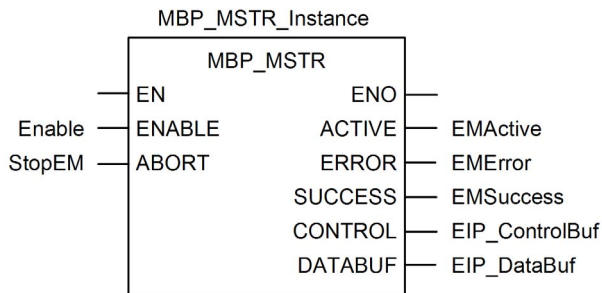 MBP_MSTR_Instance
MBP_MSTR
EN ENO
Enable ENABLE ACTIVE EMActive
StopEM ABORT ERROR EMError
SUCCESS EMSuccess
CONTROL EIP_ControlBuf
DATABUF EIP_DataBuf